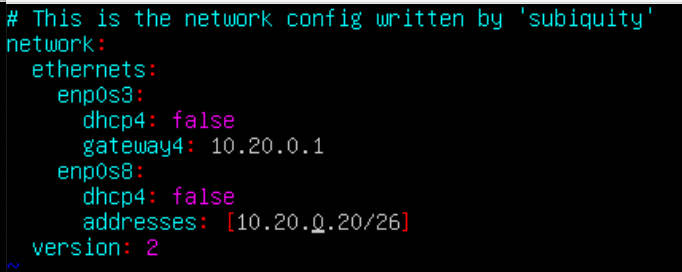 # This is the network config written by 'subiquity'
network:
  ethernets:
    enp0s3:
      dhcp4: false
      gateway4: 10.20.0.1
    enp0s8:
      dhcp4: false
      addresses: [10.20.0.20/26]
  version: 2
~